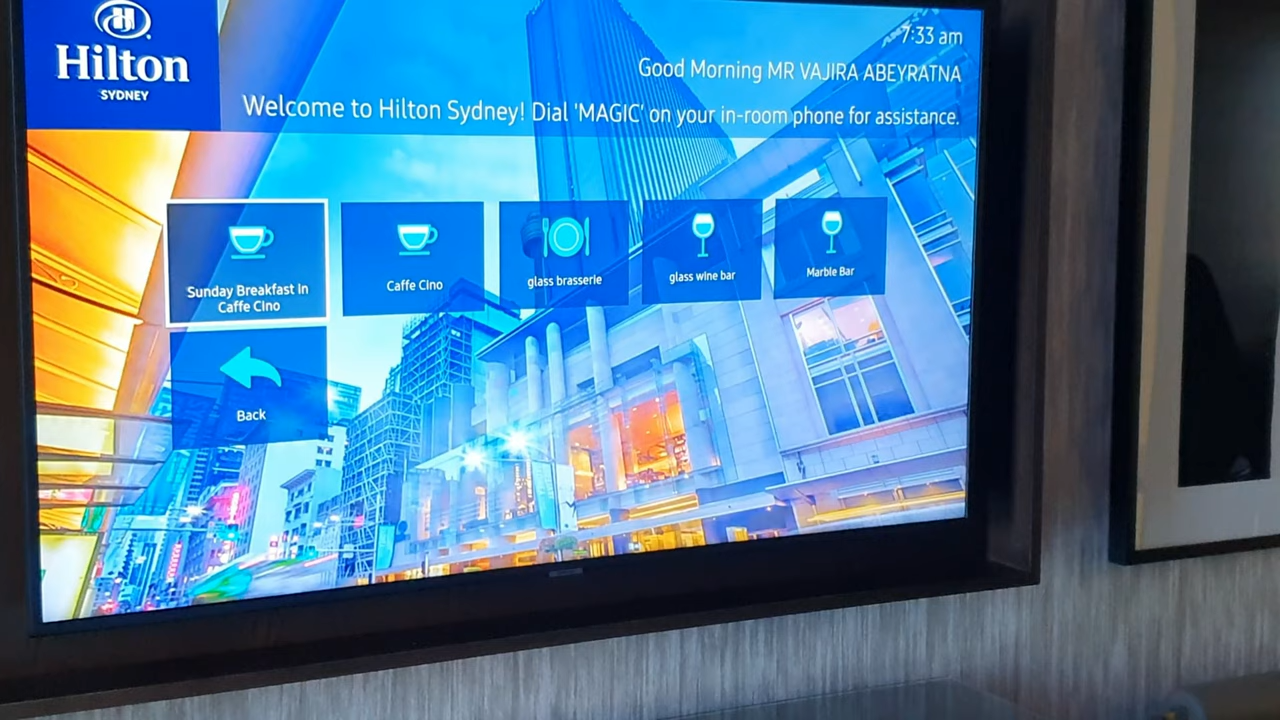 Hilton
SYDNEY
7:33 am
Good Morning MR VAJIRA ABEYRATNA
Welcome to Hilton Sydney! Dial 'MAGIC' on your in-room phone for assistance.
Sunday Breakfast In
Caffe Cino
Caffe Cino
glass brasserie
glass wine bar
Marble Bar
Back